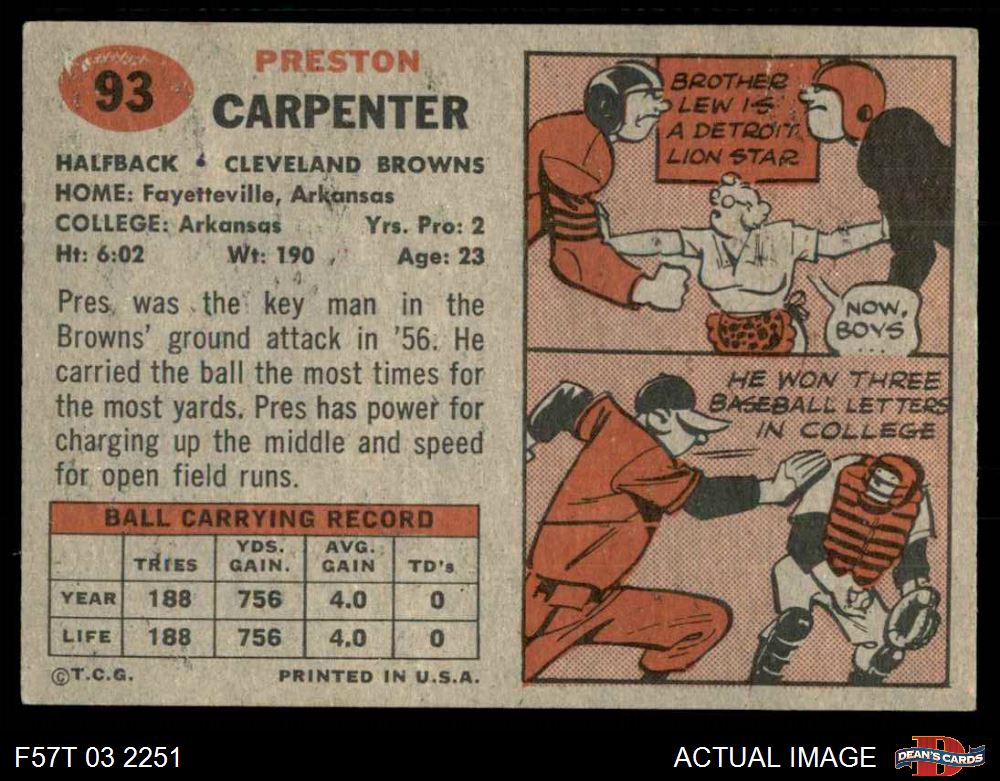 93
PRESTON
CARPENTER
HALFBACK • CLEVELAND BROWNS
HOME: Fayetteville, Arkansas
COLLEGE: Arkansas Yrs. Pro: 2
Ht: 6:02 Wt: 190 Age: 23
Pres was the key man in the
Browns' ground attack in '56. He
carried the ball the most times for
the most yards. Pres has power for
charging up the middle and speed
for open field runs.
BALL CARRYING RECORD
TRIES YDS. GAIN. AVG. GAIN TD's
YEAR 188 756 4.0 0
LIFE 188 756 4.0 0
©T.C.G. PRINTED IN U.S.A.
BROTHER
LEW IS
A DETROIT
LION STAR
NOW,
BOYS
...
HE WON THREE
BASEBALL LETTERS
IN COLLEGE
F57T 03 2251
ACTUAL IMAGE
D
DEAN'S CARDS